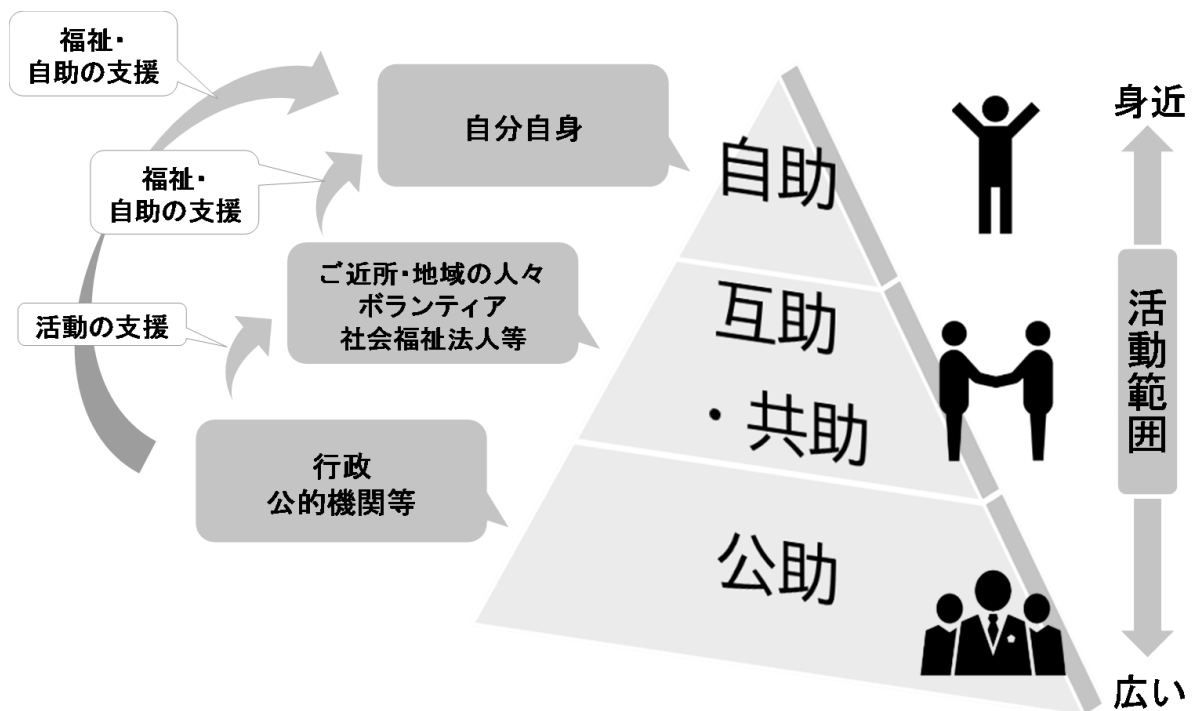 福祉・
自助の支援
自分自身
福祉・
自助の支援
ご近所・地域の人々
ボランティア
社会福祉法人等
活動の支援
行政
公的機関等
自助
互助
・共助
公助
身近
活動範囲
広い